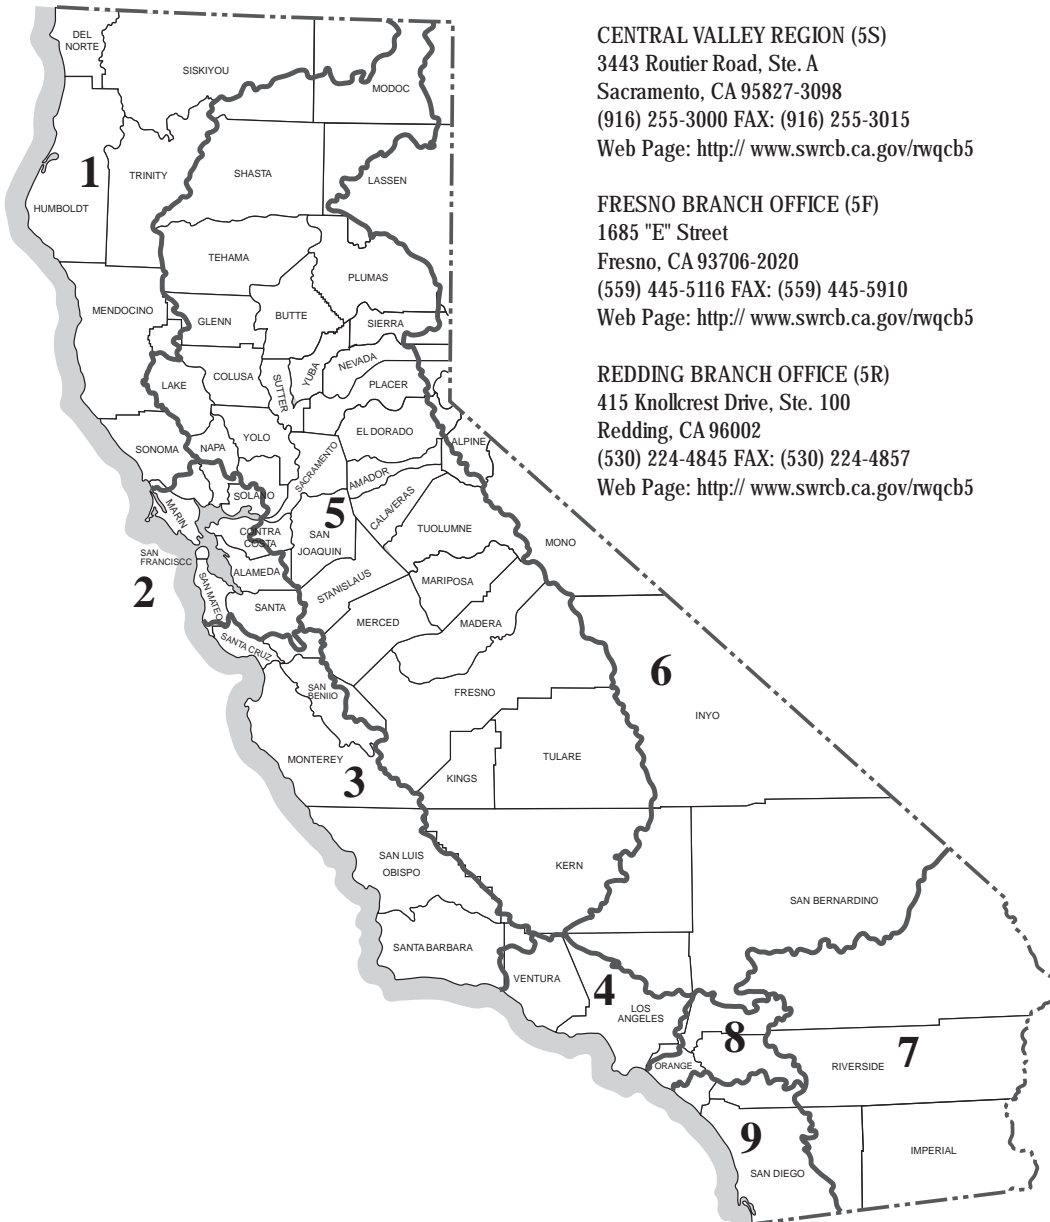 CENTRAL VALLEY REGION (5S)
3443 Routier Road, Ste. A
Sacramento, CA 95827-3098
(916) 255-3000 FAX: (916) 255-3015
Web Page: http:// www.swrcb.ca.gov/rwqcb5
FRESNO BRANCH OFFICE (5F)
1685 "E" Street
Fresno, CA 93706-2020
(559) 445-5116 FAX: (559) 445-5910
Web Page: http:// www.swrcb.ca.gov/rwqcb5
REDDING BRANCH OFFICE (5R)
415 Knollcrest Drive, Ste. 100
Redding, CA 96002
(530) 224-4845 FAX: (530) 224-4857
Web Page: http:// www.swrcb.ca.gov/rwqcb5
DEL
NORTE
SISKIYOU
MODOC
1
TRINITY
SHASTA
LASSEN
HUMBOLDT
TEHAMA
PLUMAS
MENDOCINO
GLENN
BUTTE
SIERRA
LAKE
COLUSA
SUTTER
YUBA
NEVADA
PLACER
SONOMA
NAPA
YOLO
SACRAMENTO
EL DORADO
ALPINE
AMADOR
CALAVERAS
SOLANO
MARIN
5
CONTRA
COSTA
SAN
JOAQUIN
TUOLUMNE
MONO
SAN
FRANCISCC
2
ALAMEDA
SAN MATEO
SANTA
STANISLAUS
MARIPOSA
MERCED
MADERA
SANTA CRUZ
6
SAN
BENIIO
FRESNO
INYO
MONTEREY
3
KINGS
TULARE
SAN LUIS
OBISPO
KERN
SAN BERNARDINO
SANTA BARBARA
VENTURA
4
LOS
ANGELES
8
7
ORANGE
RIVERSIDE
9
SAN DIEGO
IMPERIAL